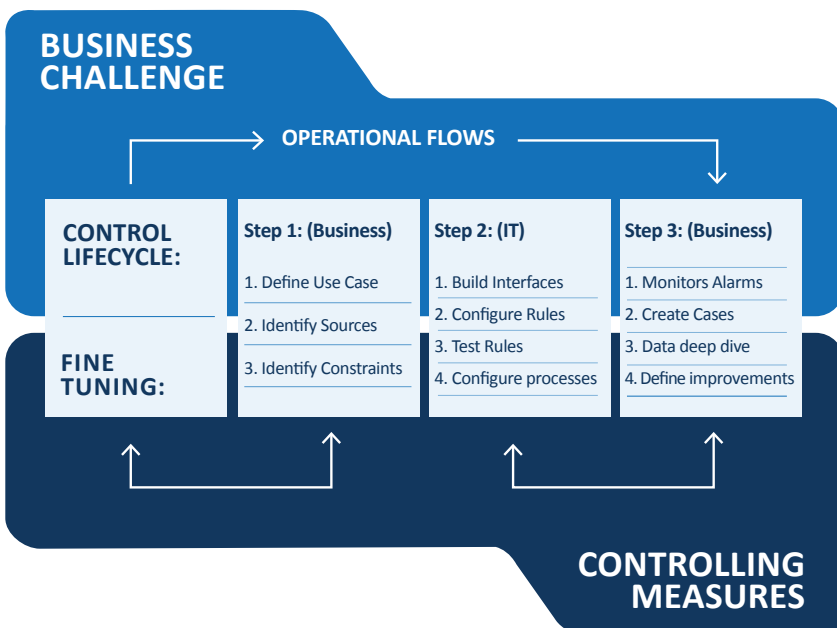 BUSINESS
CHALLENGE
OPERATIONAL FLOWS
CONTROL
LIFECYCLE:
FINE
TUNING:
Step 1: (Business)
1. Define Use Case
2. Identify Sources
3. Identify Constraints
Step 2: (IT)
1. Build Interfaces
2. Configure Rules
3. Test Rules
4. Configure processes
Step 3: (Business)
1. Monitors Alarms
2. Create Cases
3. Data deep dive
4. Define improvements
CONTROLLING
MEASURES